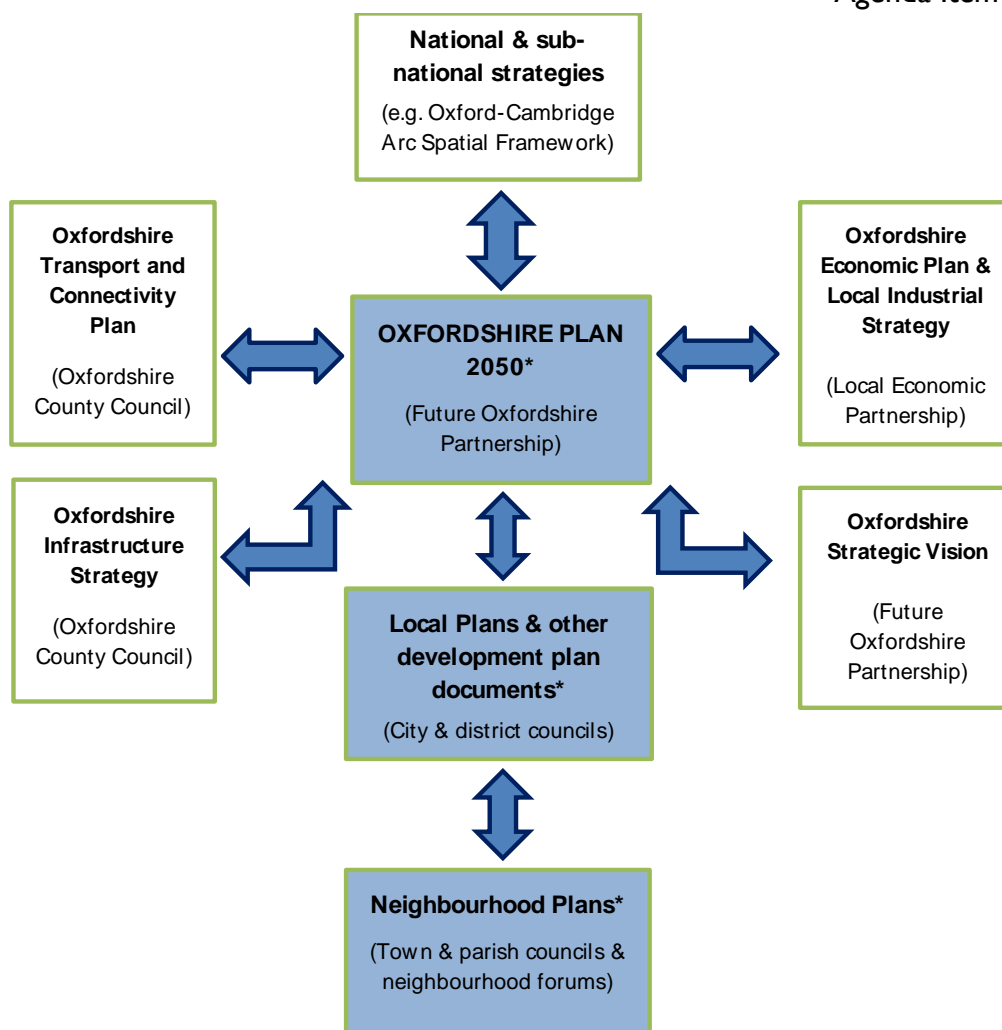 Agenda Item
National & sub-
national strategies
(e.g. Oxford-Cambridge
Arc Spatial Framework)
Oxfordshire
Transport and
Connectivity
Plan
(Oxfordshire
County Council)
OXFORDSHIRE PLAN
2050*
(Future Oxfordshire
Partnership)
Oxfordshire
Economic Plan &
Local Industrial
Strategy
(Local Economic
Partnership)
Oxfordshire
Infrastructure
Strategy
(Oxfordshire
County Council)
Local Plans & other
development plan
documents*
(City & district councils)
Oxfordshire
Strategic Vision
(Future
Oxfordshire
Partnership)
Neighbourhood Plans*
(Town & parish councils &
neighbourhood forums)